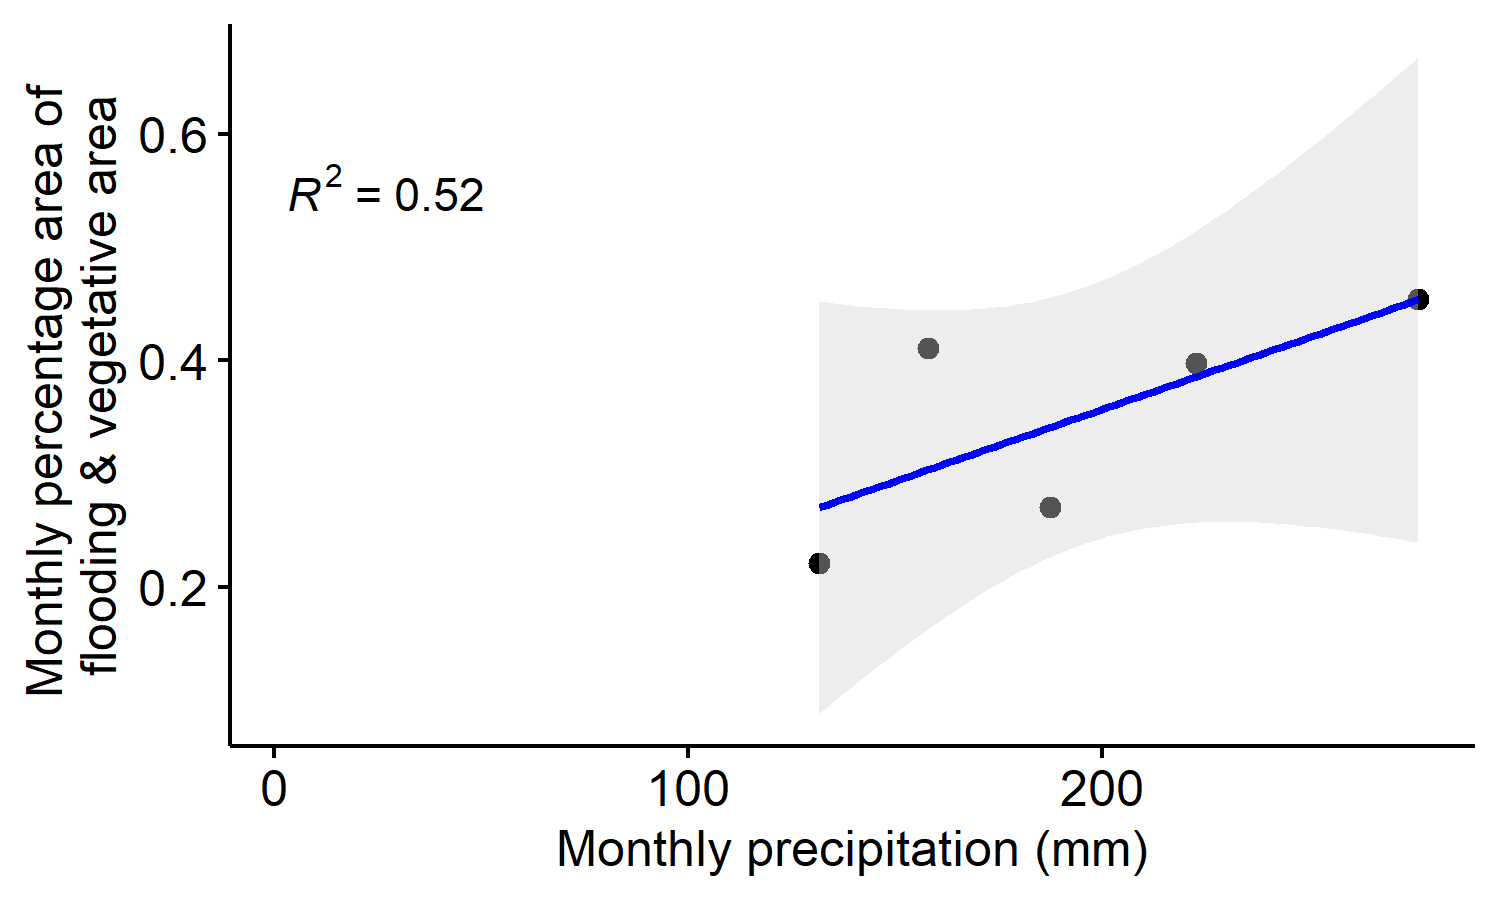 Monthly percentage area of
flooding & vegetative area
0.6
0.4
0.2
R² = 0.52
0 100 200
Monthly precipitation (mm)